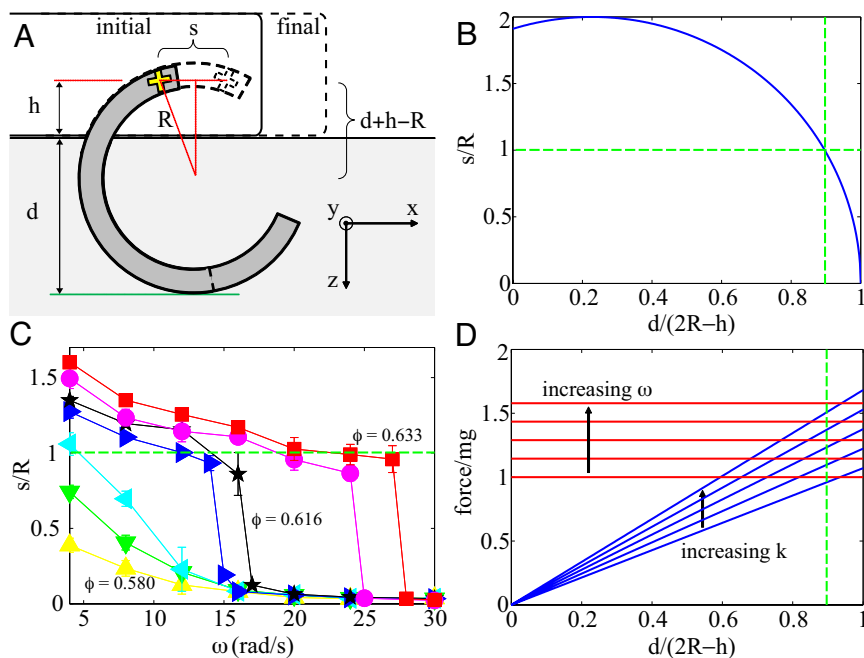 A
initial
s
final
h
R
d+h−R
d
y
x
z
B
s/R
2
1.5
1
0.5
0
0
0.2
0.4
0.6
0.8
1
d/(2R−h)
C
s/R
1.5
1
0.5
0
ϕ = 0.633
ϕ = 0.616
ϕ = 0.580
5
10
15
20
25
30
ω (rad/s)
D
force/mg
2
1.5
1
0.5
0
increasing ω
increasing k
0
0.2
0.4
0.6
0.8
1
d/(2R−h)